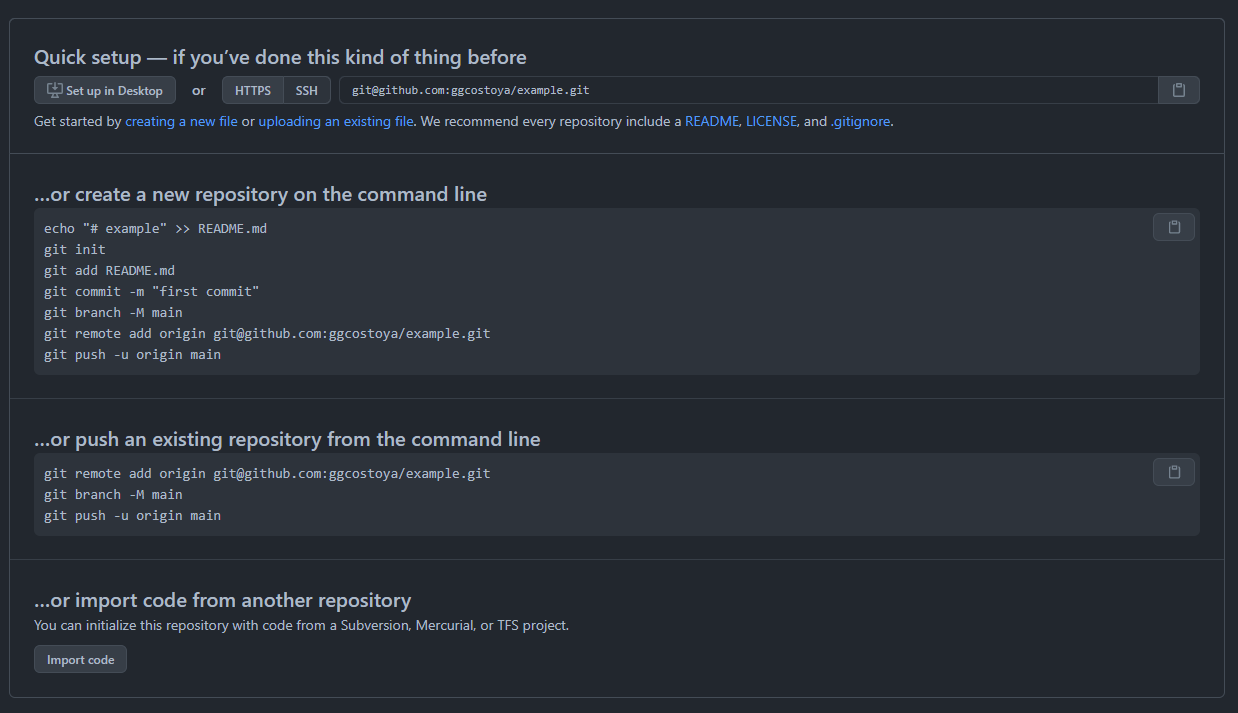 Quick setup — if you’ve done this kind of thing before
Set up in Desktop or HTTPS SSH git@github.com:ggcostoya/example.git
Get started by creating a new file or uploading an existing file. We recommend every repository include a README, LICENSE, and .gitignore.
…or create a new repository on the command line
echo "# example" >> README.md
git init
git add README.md
git commit -m "first commit"
git branch -M main
git remote add origin git@github.com:ggcostoya/example.git
git push -u origin main
…or push an existing repository from the command line
git remote add origin git@github.com:ggcostoya/example.git
git branch -M main
git push -u origin main
…or import code from another repository
You can initialize this repository with code from a Subversion, Mercurial, or TFS project.
Import code